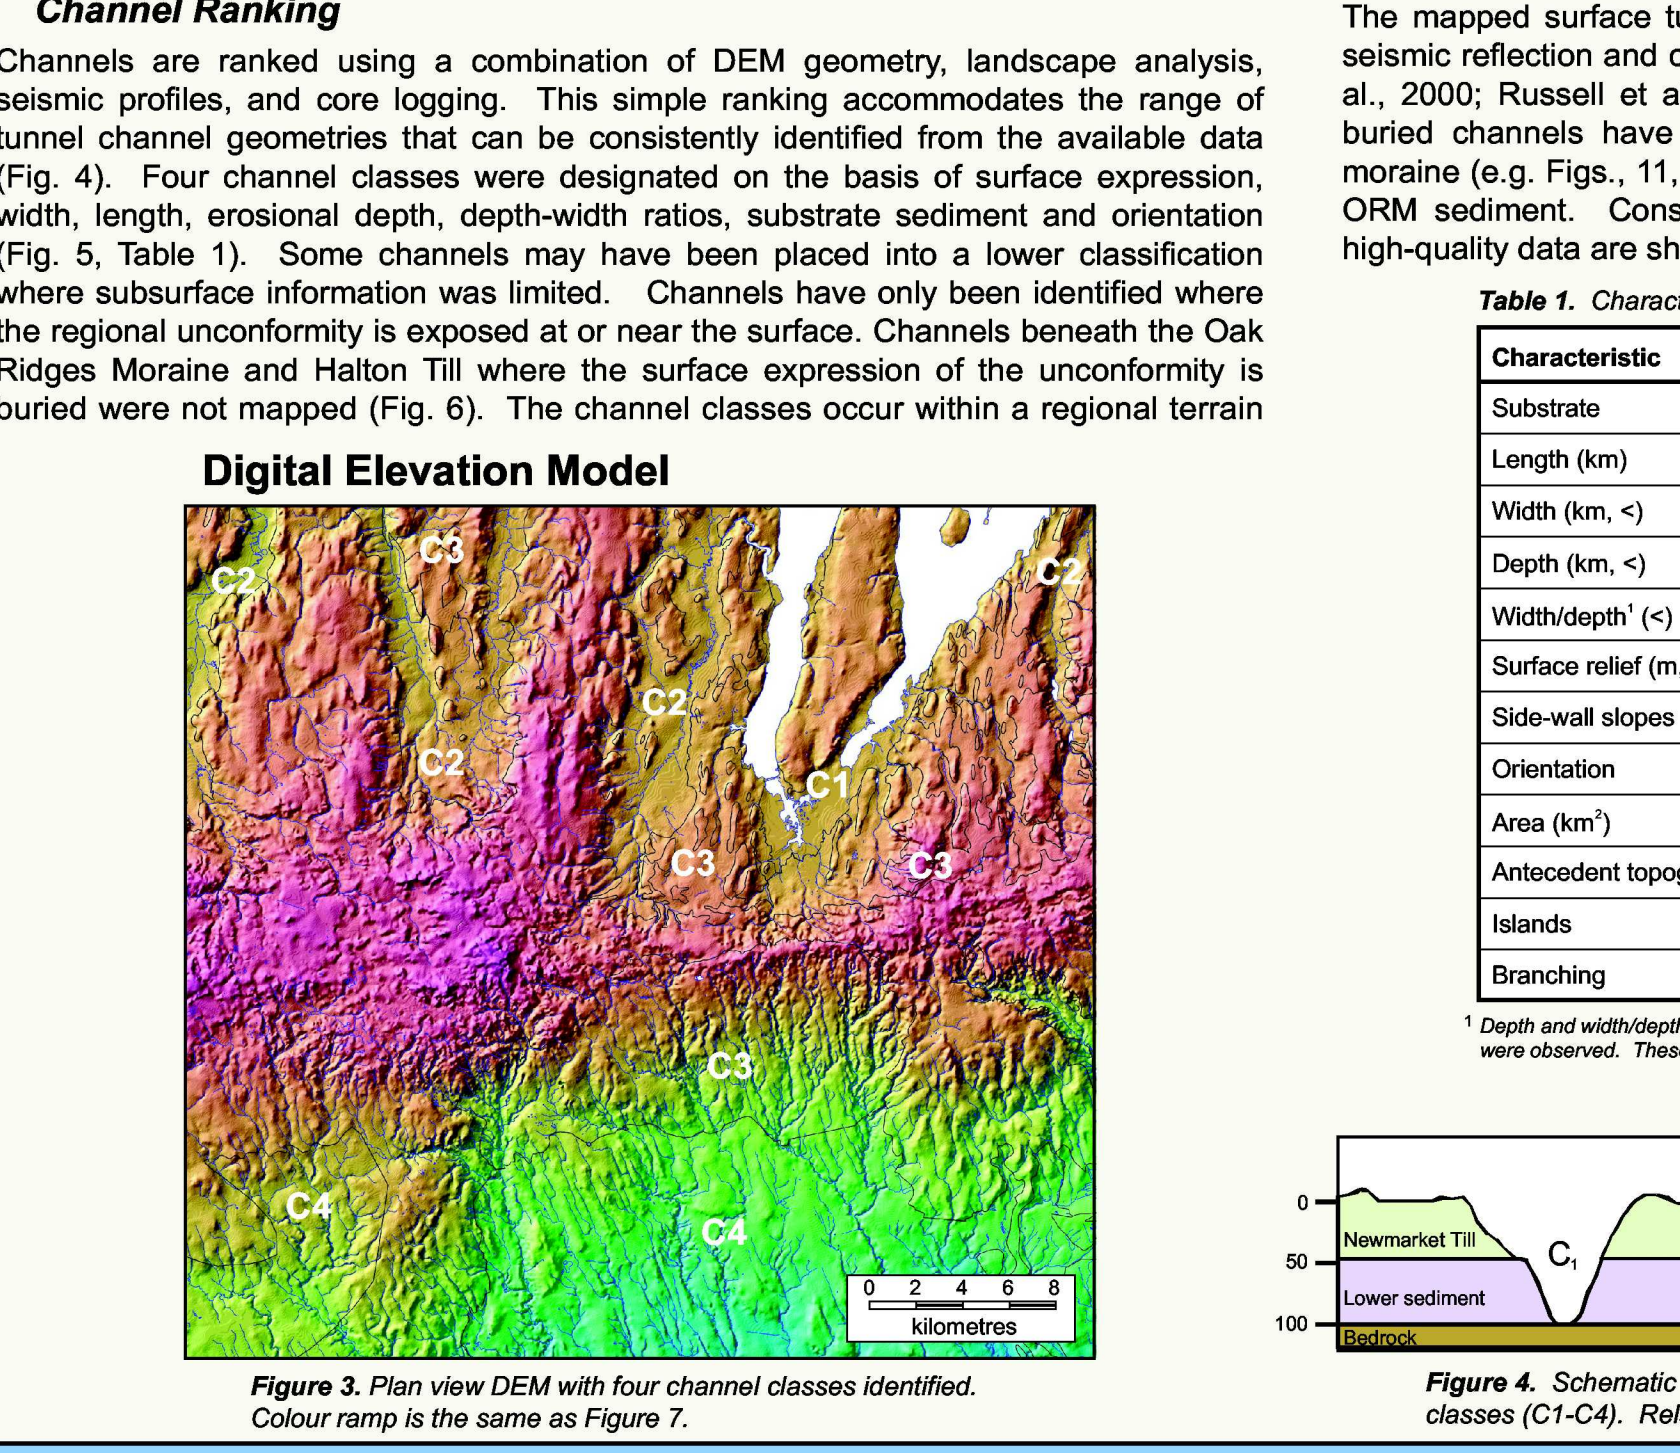 Channel Ranking
Channels are ranked using a combination of DEM geometry, landscape analysis,
seismic profiles, and core logging. This simple ranking accommodates the range of
tunnel channel geometries that can be consistently identified from the available data
(Fig. 4). Four channel classes were designated on the basis of surface expression,
width, length, erosional depth, depth-width ratios, substrate sediment and orientation
(Fig. 5, Table 1). Some channels may have been placed into a lower classification
where subsurface information was limited. Channels have only been identified where
the regional unconformity is exposed at or near the surface. Channels beneath the Oak
Ridges Moraine and Halton Till where the surface expression of the unconformity is
buried were not mapped (Fig. 6). The channel classes occur within a regional terrain
Digital Elevation Model
C3
C2
C2
C2
C2
C1
C3
C3
C3
C4
C4
0 2 4 6 8
kilometres
Figure 3. Plan view DEM with four channel classes identified.
Colour ramp is the same as Figure 7.
The mapped surface tu
seismic reflection and
al., 2000; Russell et a
buried channels have
moraine (e.g. Figs., 11,
ORM sediment. Cons
high-quality data are sh
Table 1. Charact
Characteristic
Substrate
Length (km)
Width (km, <)
Depth (km, <)
Width/depth¹ (<)
Surface relief (m,
Side-wall slopes
Orientation
Area (km²)
Antecedent topog
Islands
Branching
¹ Depth and width/depth
were observed. These
0
50
100
Newmarket Till
C₁
Lower sediment
Bedrock
Figure 4. Schematic
classes (C1-C4). Rel